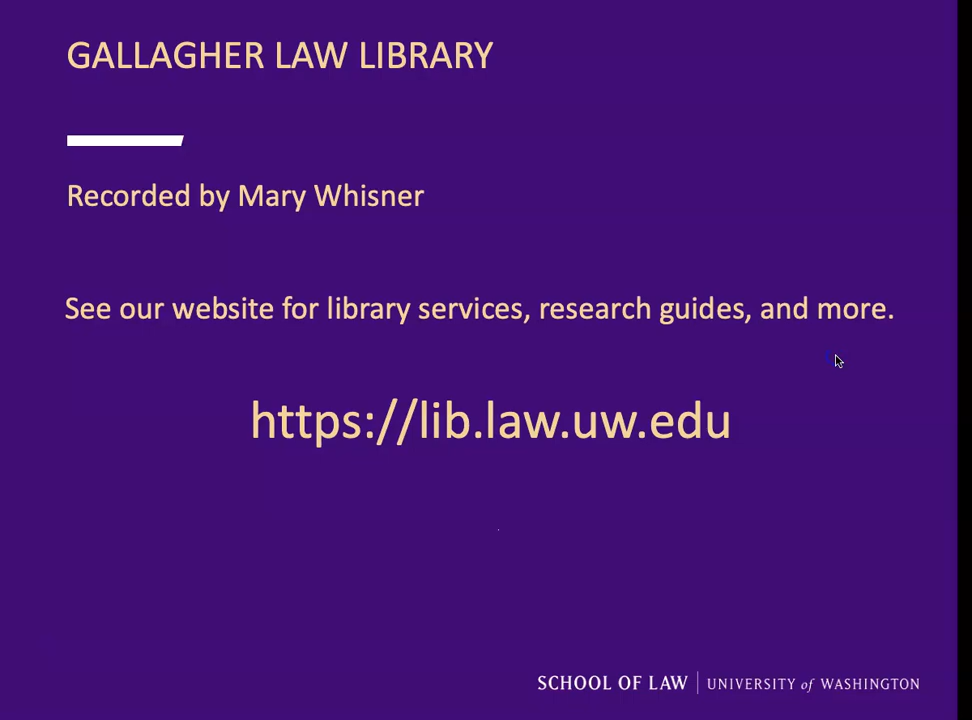 GALLAGHER LAW LIBRARY
Recorded by Mary Whisner
See our website for library services, research guides, and more.
https://lib.law.uw.edu
SCHOOL OF LAW | UNIVERSITY of WASHINGTON